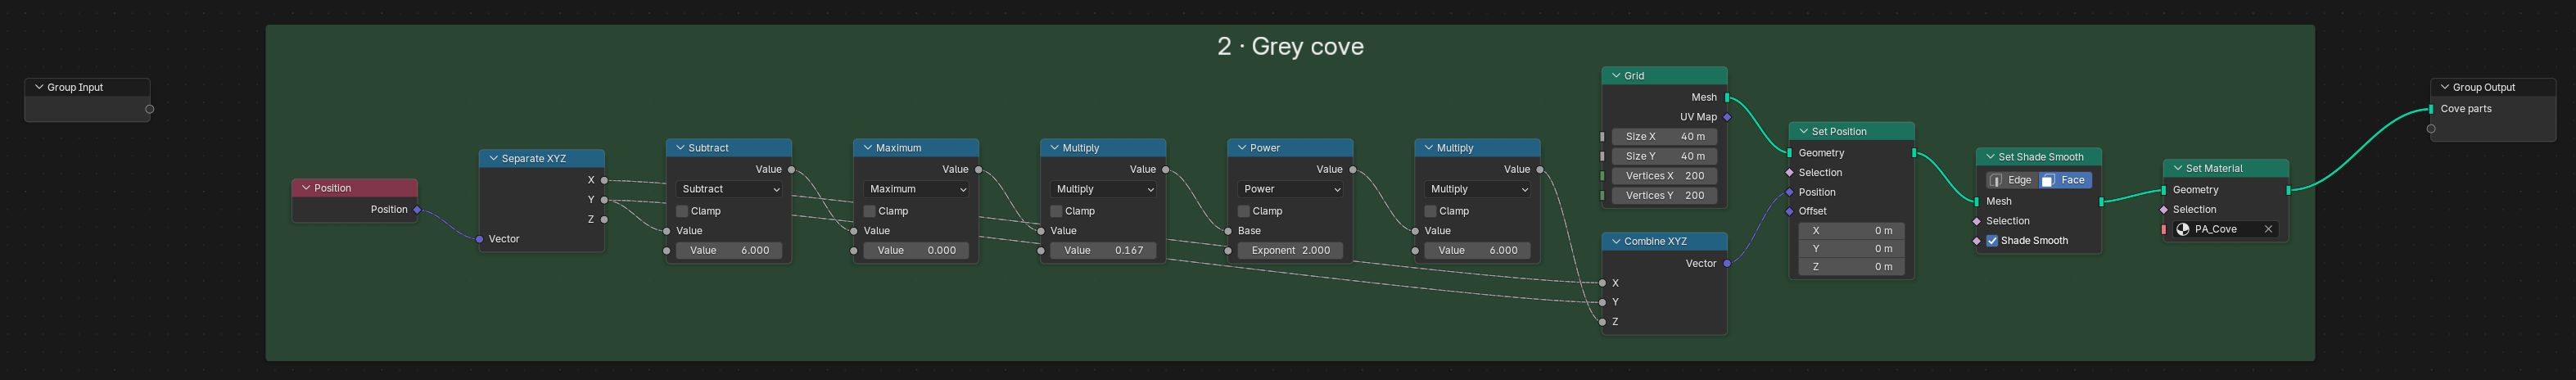 2 · Grey cove
Group Input
Position
Position
Separate XYZ
X
Y
Z
Vector
Subtract
Value
Subtract
Clamp
Value
Value 6.000
Maximum
Value
Maximum
Clamp
Value
Value 0.000
Multiply
Value
Multiply
Clamp
Value
Value 0.167
Power
Value
Power
Clamp
Base
Exponent 2.000
Multiply
Value
Multiply
Clamp
Value
Value 6.000
Grid
Mesh
UV Map
Size X 40 m
Size Y 40 m
Vertices X 200
Vertices Y 200
Combine XYZ
Vector
X
Y
Z
Set Position
Geometry
Selection
Position
Offset
X 0 m
Y 0 m
Z 0 m
Set Shade Smooth
Edge Face
Mesh
Selection
Shade Smooth
Set Material
Geometry
Selection
PA_Cove
Group Output
Cove parts